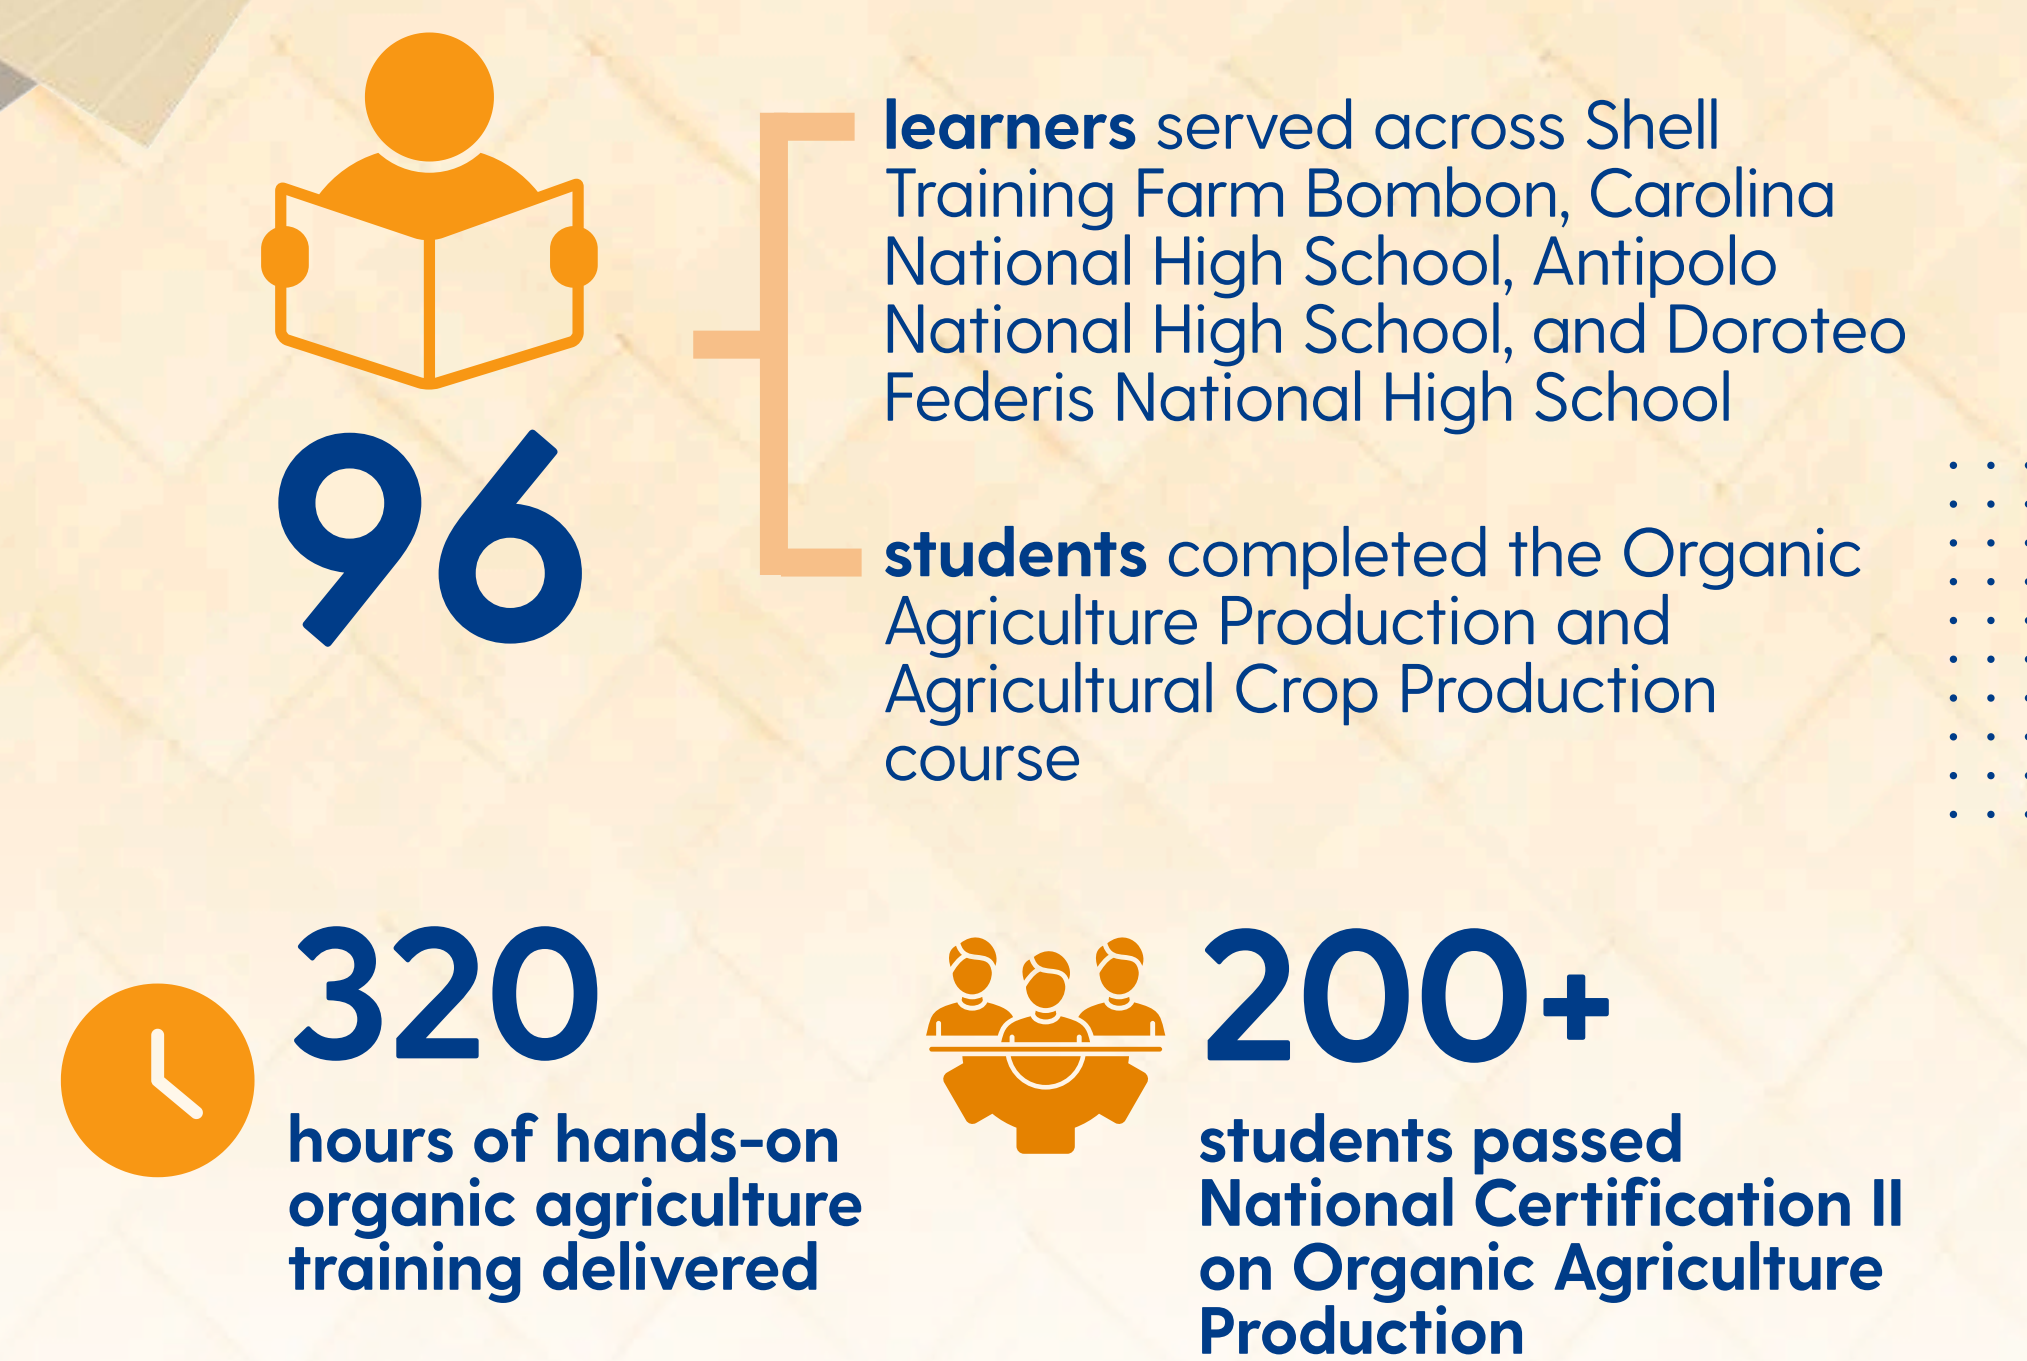 96
learners served across Shell
Training Farm Bombon, Carolina
National High School, Antipolo
National High School, and Doroteo
Federis National High School
students completed the Organic
Agriculture Production and
Agricultural Crop Production
course
320
hours of hands-on
organic agriculture
training delivered
200+
students passed
National Certification II
on Organic Agriculture
Production